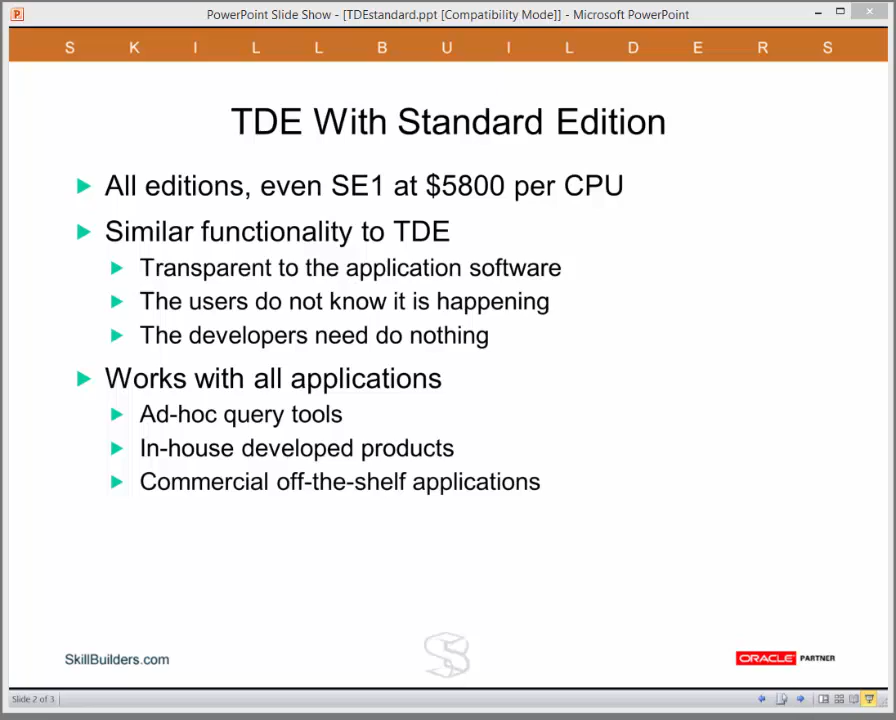 PowerPoint Slide Show - [TDEstandard.ppt [Compatibility Mode]] - Microsoft PowerPoint
S K I L L B U I L D E R S
TDE With Standard Edition
All editions, even SE1 at $5800 per CPU
Similar functionality to TDE
Transparent to the application software
The users do not know it is happening
The developers need do nothing
Works with all applications
Ad-hoc query tools
In-house developed products
Commercial off-the-shelf applications
SkillBuilders.com
ORACLE PARTNER
Slide 2 of 3